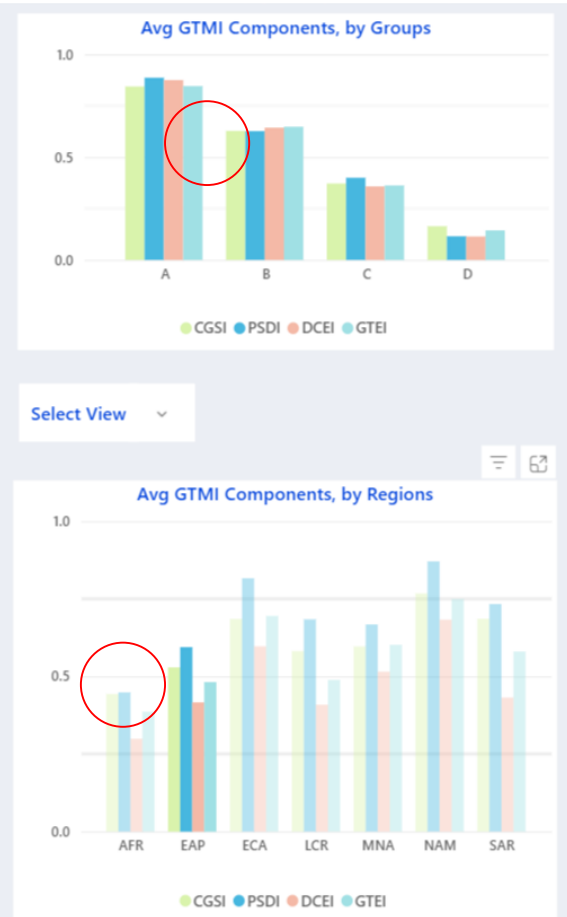 Avg GTMI Components, by Groups
1.0
0.5
0.0
A B C D
CGSI PSDI DCEI GTEI
Select View
Avg GTMI Components, by Regions
1.0
0.5
0.0
AFR EAP ECA LCR MNA NAM SAR
CGSI PSDI DCEI GTEI